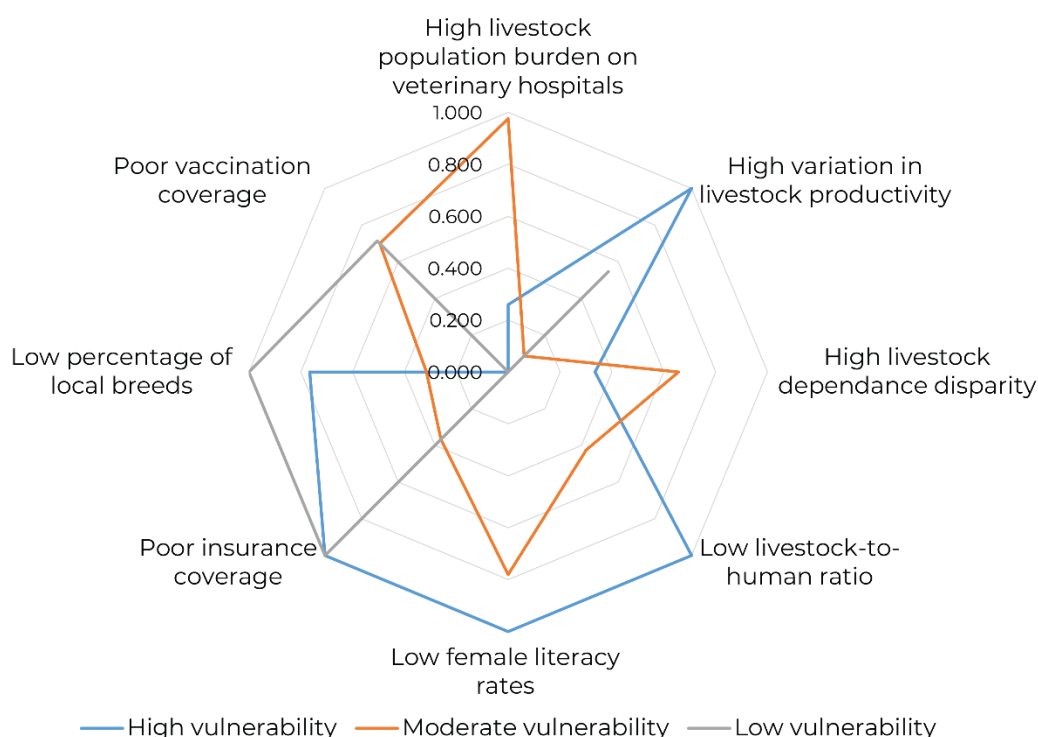 High livestock
population burden on
veterinary hospitals
1.000
0.800
0.600
0.400
0.200
0.000
High variation in
livestock productivity
High livestock
dependance disparity
Low livestock-to-
human ratio
Low female literacy
rates
Poor insurance
coverage
Low percentage of
local breeds
Poor vaccination
coverage
High vulnerability
Moderate vulnerability
Low vulnerability